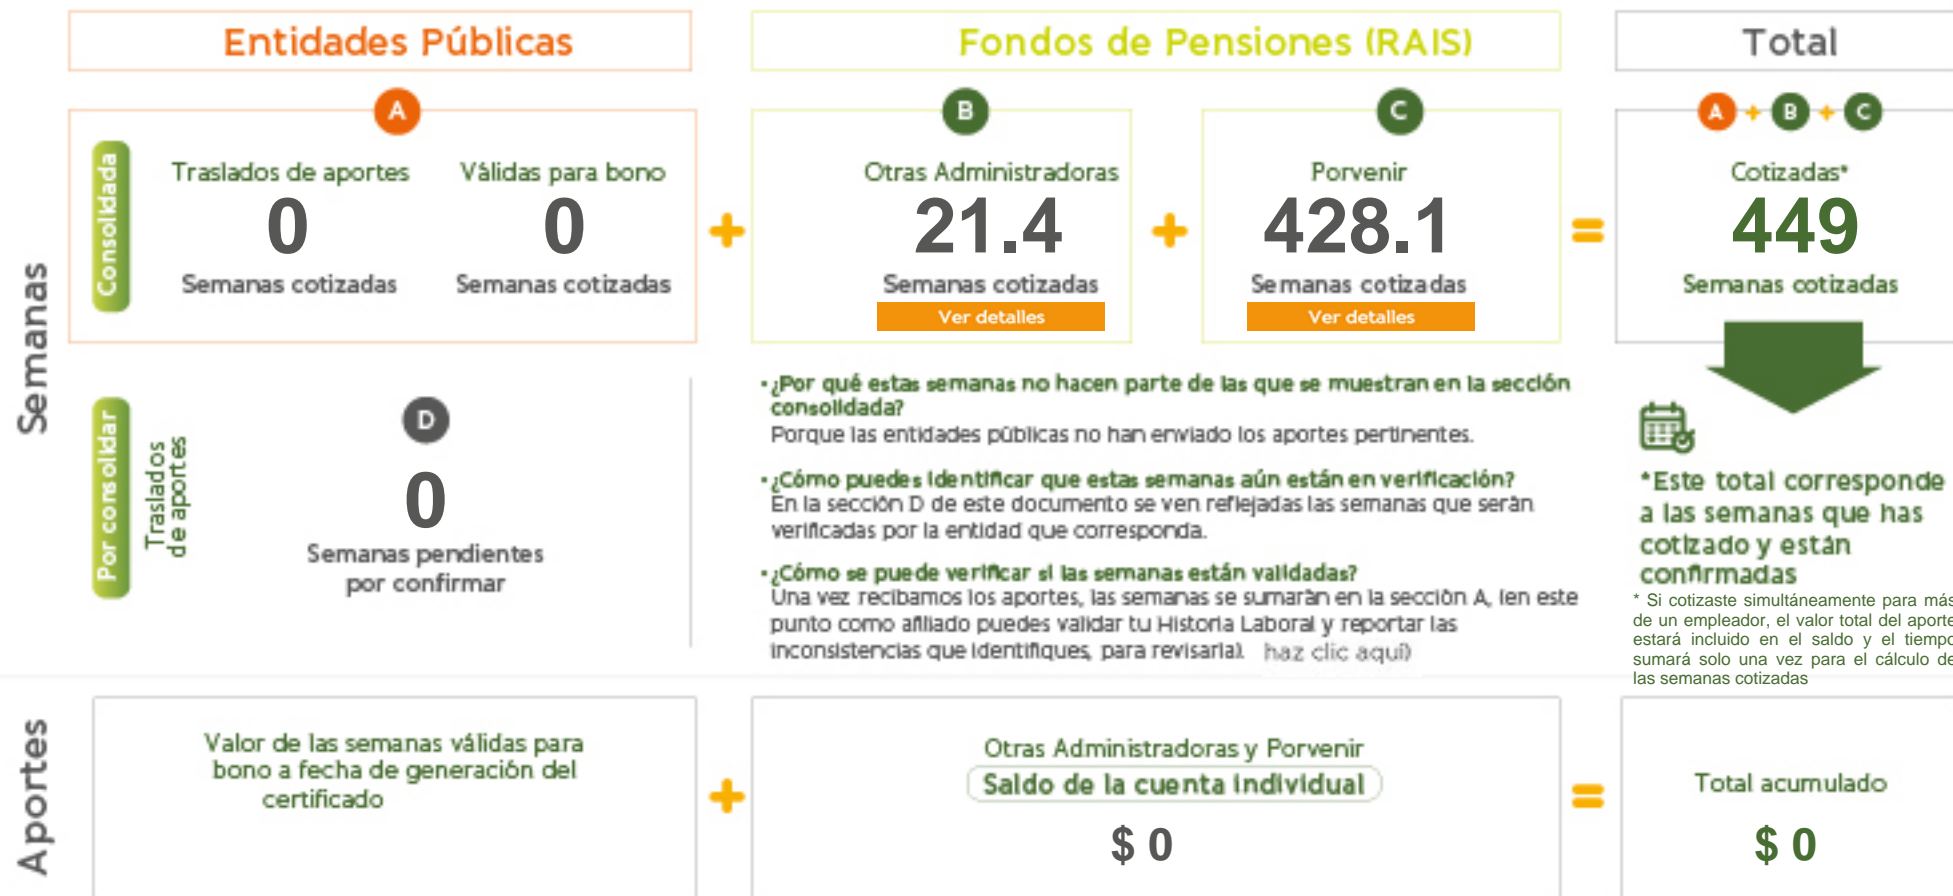 Entidades Públicas
Fondos de Pensiones (RAIS)
Total
Semanas
Consolidada
A
Traslados de aportes
0
Semanas cotizadas
Válidas para bono
0
Semanas cotizadas
+
B
Otras Administradoras
21.4
Semanas cotizadas
Ver detalles
+
C
Porvenir
428.1
Semanas cotizadas
Ver detalles
=
A + B + C
Cotizadas*
449
Semanas cotizadas
Por consolidar
Traslados
de aportes
D
0
Semanas pendientes
por confirmar
• ¿Por qué estas semanas no hacen parte de las que se muestran en la sección
consolidada?
Porque las entidades públicas no han enviado los aportes pertinentes.
• ¿Cómo puedes identificar que estas semanas aún están en verificación?
En la sección D de este documento se ven reflejadas las semanas que serán
verificadas por la entidad que corresponda.
• ¿Cómo se puede verificar si las semanas están validadas?
Una vez recibamos los aportes, las semanas se sumarán en la sección A, (en este
punto como afiliado puedes validar tu Historia Laboral y reportar las
inconsistencias que identifiques, para revisarla). haz clic aquí)
*Este total corresponde
a las semanas que has
cotizado y están
confirmadas
* Si cotizaste simultáneamente para más
de un empleador, el valor total del aporte
estará incluido en el saldo y el tiempo
sumará solo una vez para el cálculo de
las semanas cotizadas
Aportes
Valor de las semanas válidas para
bono a fecha de generación del
certificado
+
Otras Administradoras y Porvenir
Saldo de la cuenta individual
$ 0
=
Total acumulado
$ 0